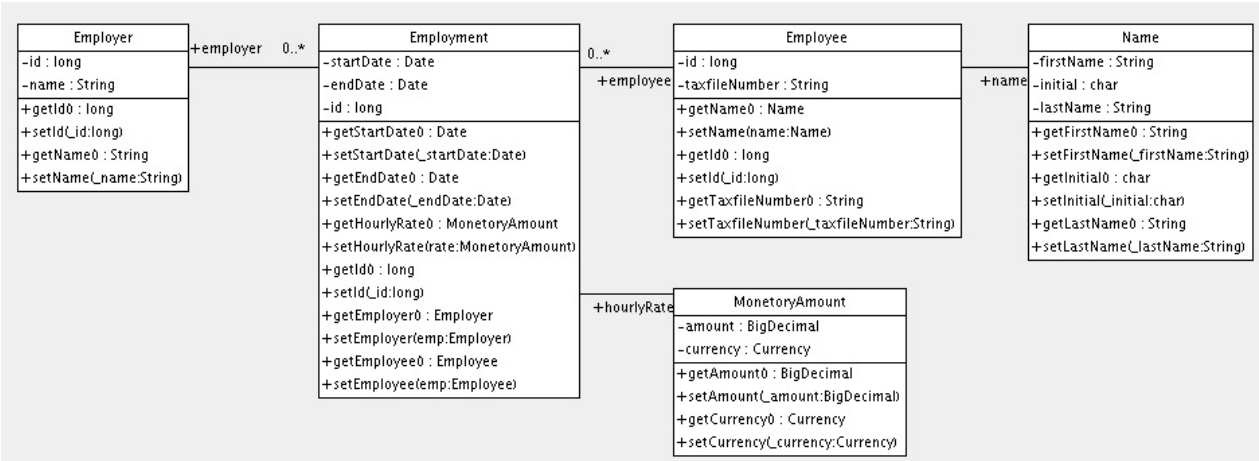 Employer
-id : long
-name : String
+getId() : long
+setId(_id:long)
+getName() : String
+setName(_name:String)
+employer
0..*
Employment
-startDate : Date
-endDate : Date
-id : long
+getStartDate() : Date
+setStartDate(_startDate:Date)
+getEndDate() : Date
+setEndDate(_endDate:Date)
+getHourlyRate() : MonetoryAmount
+setHourlyRate(rate:MonetoryAmount)
+getId() : long
+setId(_id:long)
+getEmployer() : Employer
+setEmployer(emp:Employer)
+getEmployee() : Employee
+setEmployee(emp:Employee)
0..*
+employee
Employee
-id : long
-taxfileNumber : String
+getName() : Name
+setName(name:Name)
+getId() : long
+setId(_id:long)
+getTaxfileNumber() : String
+setTaxfileNumber(_taxfileNumber:String)
+name
Name
-firstName : String
-initial : char
-lastName : String
+getFirstName() : String
+setFirstName(_firstName:String)
+getInitial() : char
+setInitial(_initial:char)
+getLastName() : String
+setLastName(_lastName:String)
+hourlyRate
MonetoryAmount
-amount : BigDecimal
-currency : Currency
+getAmount() : BigDecimal
+setAmount(_amount:BigDecimal)
+getCurrency() : Currency
+setCurrency(_currency:Currency)